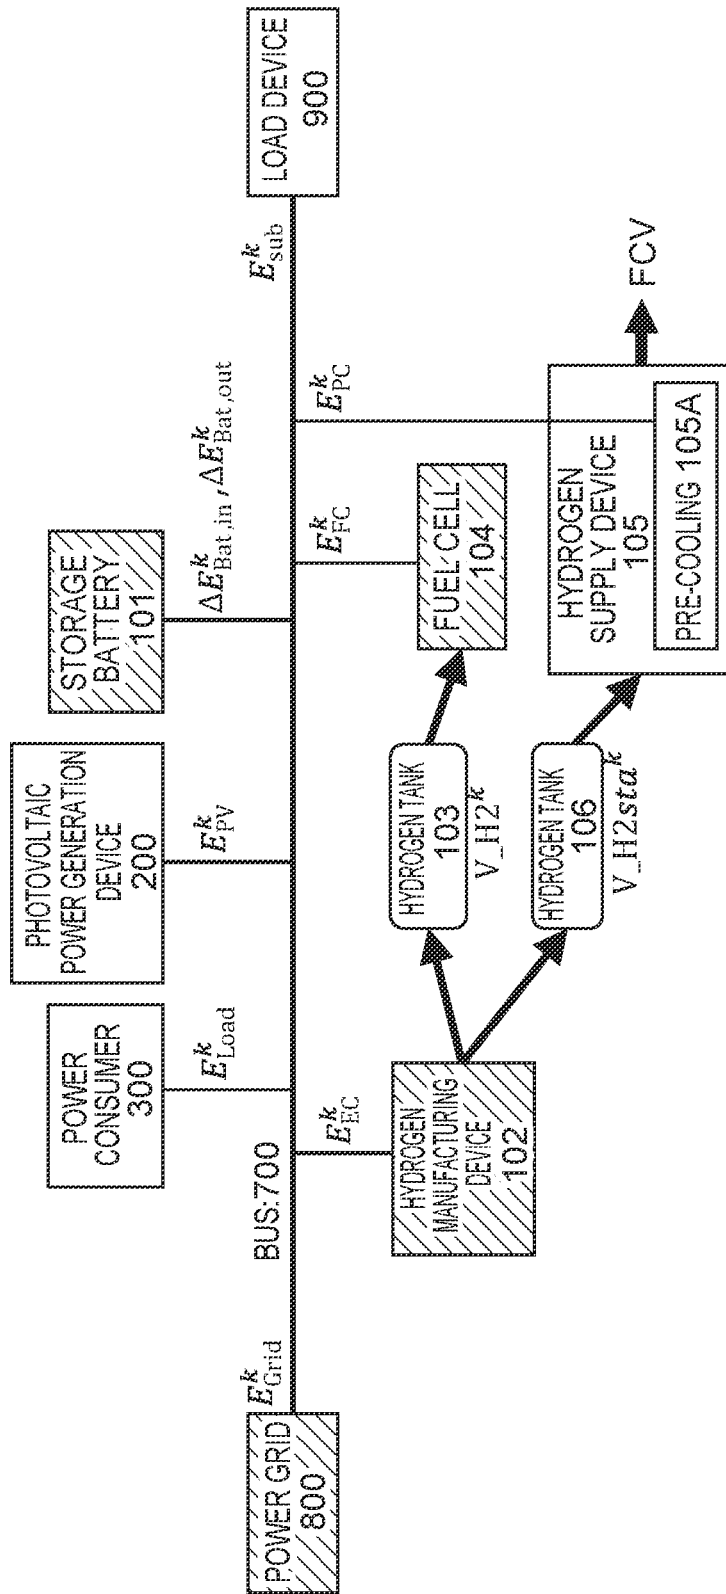 POWER GRID
800
E^k_Grid
BUS:700
POWER
CONSUMER
300
E^k_Load
PHOTOVOLTAIC
POWER GENERATION
DEVICE
200
E^k_PV
STORAGE
BATTERY
101
ΔE^k_Bat,in , ΔE^k_Bat,out
E^k_sub
LOAD DEVICE
900
E^k_EC
HYDROGEN
MANUFACTURING
DEVICE
102
HYDROGEN TANK
103
V_H2^k
HYDROGEN TANK
106
V_H2sta^k
E^k_FC
FUEL CELL
104
E^k_PC
HYDROGEN
SUPPLY DEVICE
105
PRE-COOLING 105A
FCV